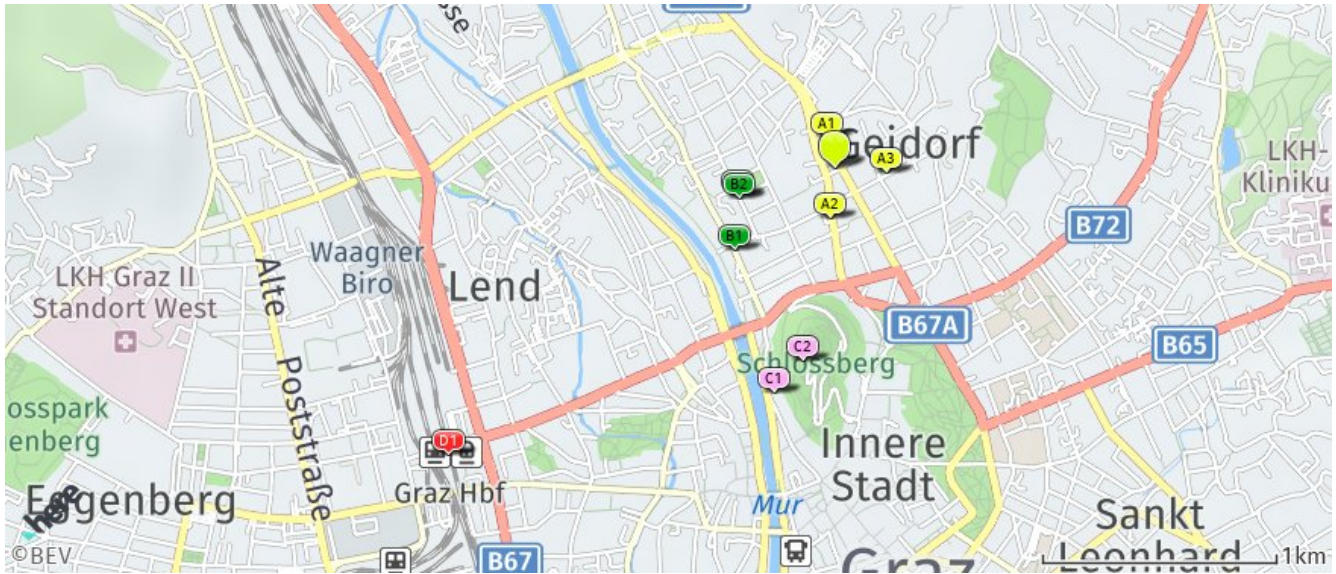 sse
A1
Geidorf
A3
B2
A2
B1
LKH-
Kliniku
B72
Waagner
Biro
Lend
LKH Graz II
Standort West
Alte
Poststraße
B67A
B65
C2
Schlossberg
C1
osspark
enberg
D1
Graz Hbf
Innere
Stadt
Eggenberg
here
Mur
Sankt
Leonhard
©BEV
B67
Graz
1km